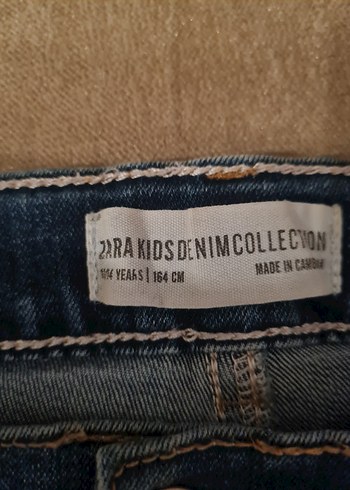 ZARA KIDS DENIM COLLECTION
YEARS | 164 CM
MADE IN